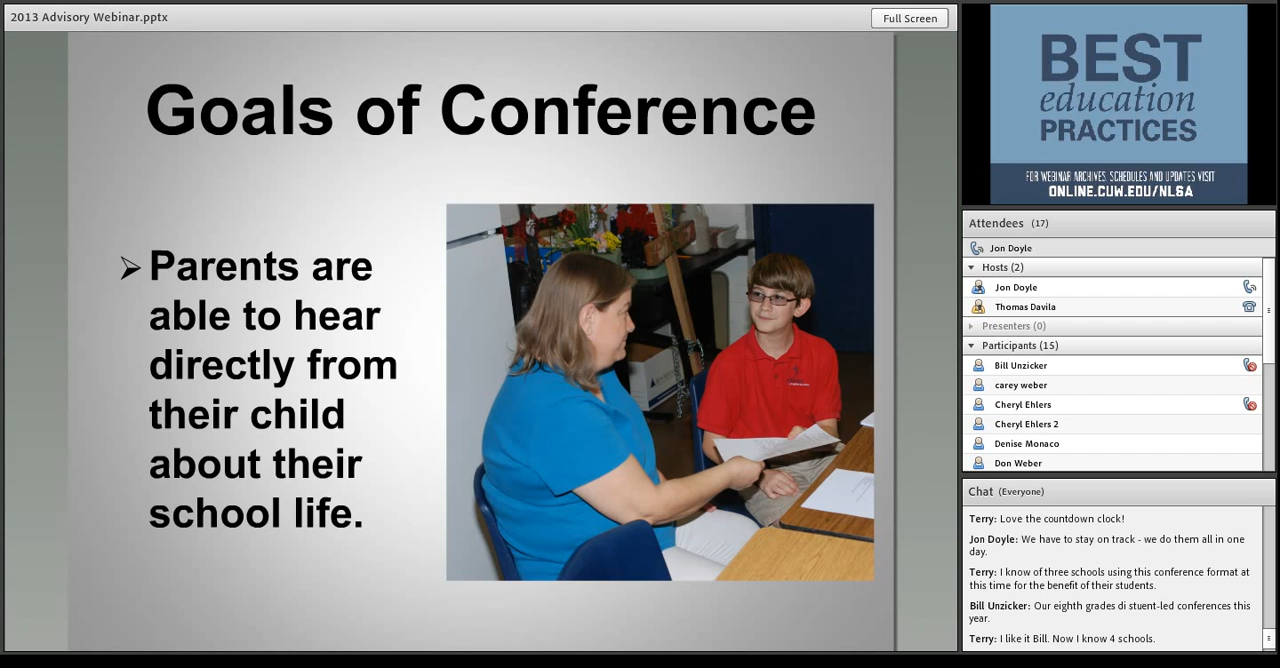 2013 Advisory Webinar.pptx
Full Screen
Goals of Conference
Parents are
able to hear
directly from
their child
about their
school life.
BEST
education
PRACTICES
FOR WEBINAR ARCHIVES, SCHEDULES AND UPDATES VISIT
ONLINE.CUW.EDU/NLSA
Attendees (17)
Jon Doyle
Hosts (2)
Jon Doyle
Thomas Davila
Presenters (0)
Participants (15)
Bill Unzicker
carey weber
Cheryl Ehlers
Cheryl Ehlers 2
Denise Monaco
Don Weber
Chat (Everyone)
Terry: Love the countdown clock!
Jon Doyle: We have to stay on track - we do them all in one
day.
Terry: I know of three schools using this conference format at
this time for the benefit of their students.
Bill Unzicker: Our eighth grades di stuent-led conferences this
year.
Terry: I like it Bill. Now I know 4 schools.